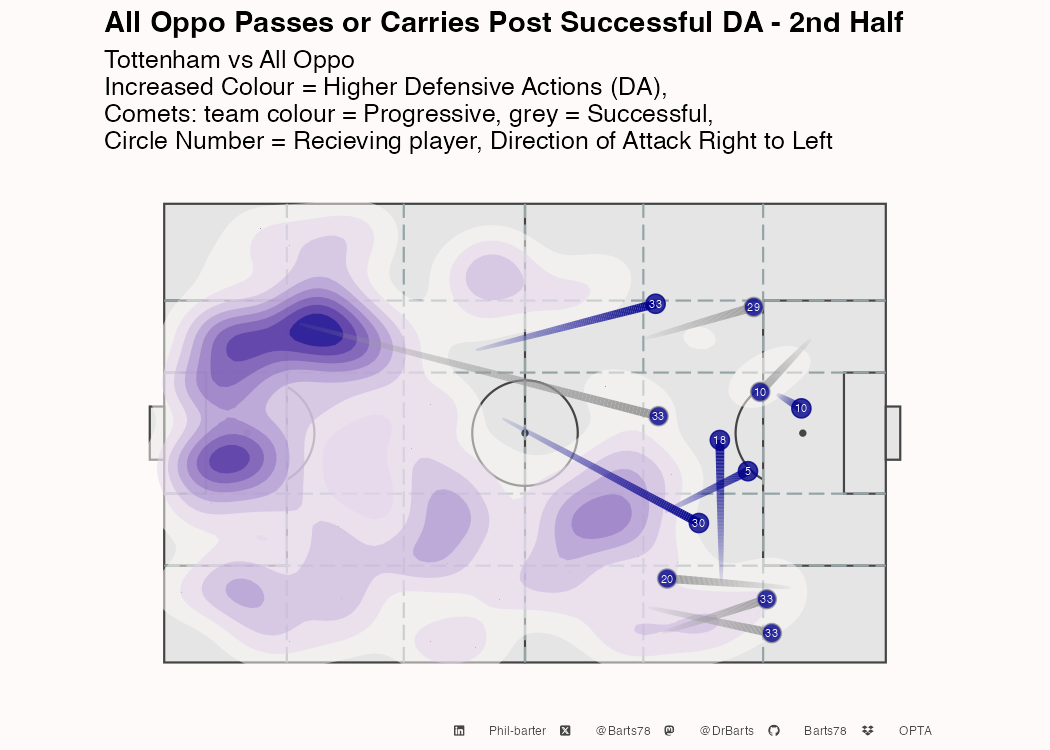 All Oppo Passes or Carries Post Successful DA - 2nd Half
Tottenham vs All Oppo
Increased Colour = Higher Defensive Actions (DA),
Comets: team colour = Progressive, grey = Successful,
Circle Number = Recieving player, Direction of Attack Right to Left
33
29
10
10
33
18
5
30
20
33
33
Phil-barter @Barts78 @DrBarts Barts78 OPTA